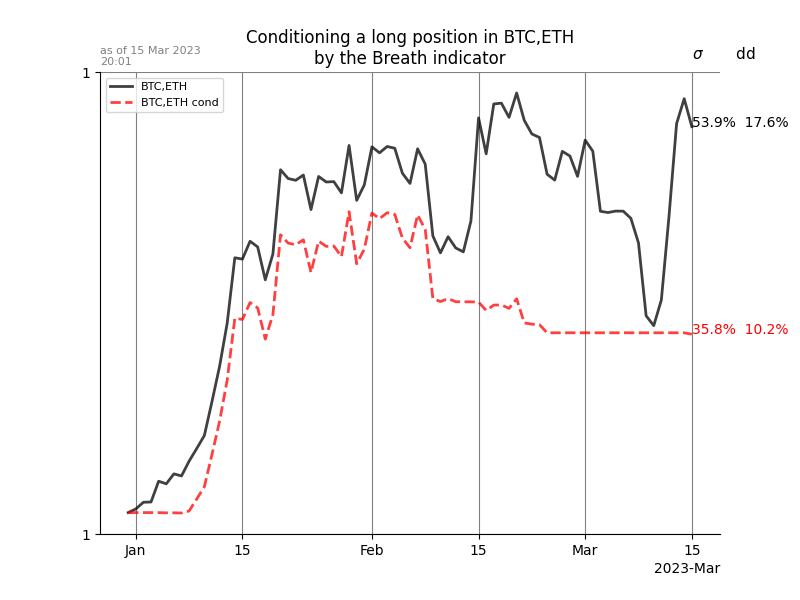 Conditioning a long position in BTC,ETH
by the Breath indicator
as of 15 Mar 2023
20:01
σ dd
1
BTC,ETH
BTC,ETH cond
53.9% 17.6%
35.8% 10.2%
1
Jan 15 Feb 15 Mar 15
2023-Mar